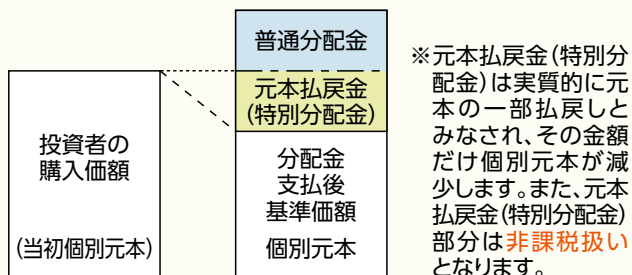 投資者の
購入価額
(当初個別元本)
普通分配金
元本払戻金
(特別分配金)
分配金
支払後
基準価額
個別元本
※元本払戻金(特別分
配金)は実質的に元
本の一部払戻しと
みなされ、その金額
だけ個別元本が減
少します。また、元本
払戻金(特別分配金)
部分は非課税扱い
となります。